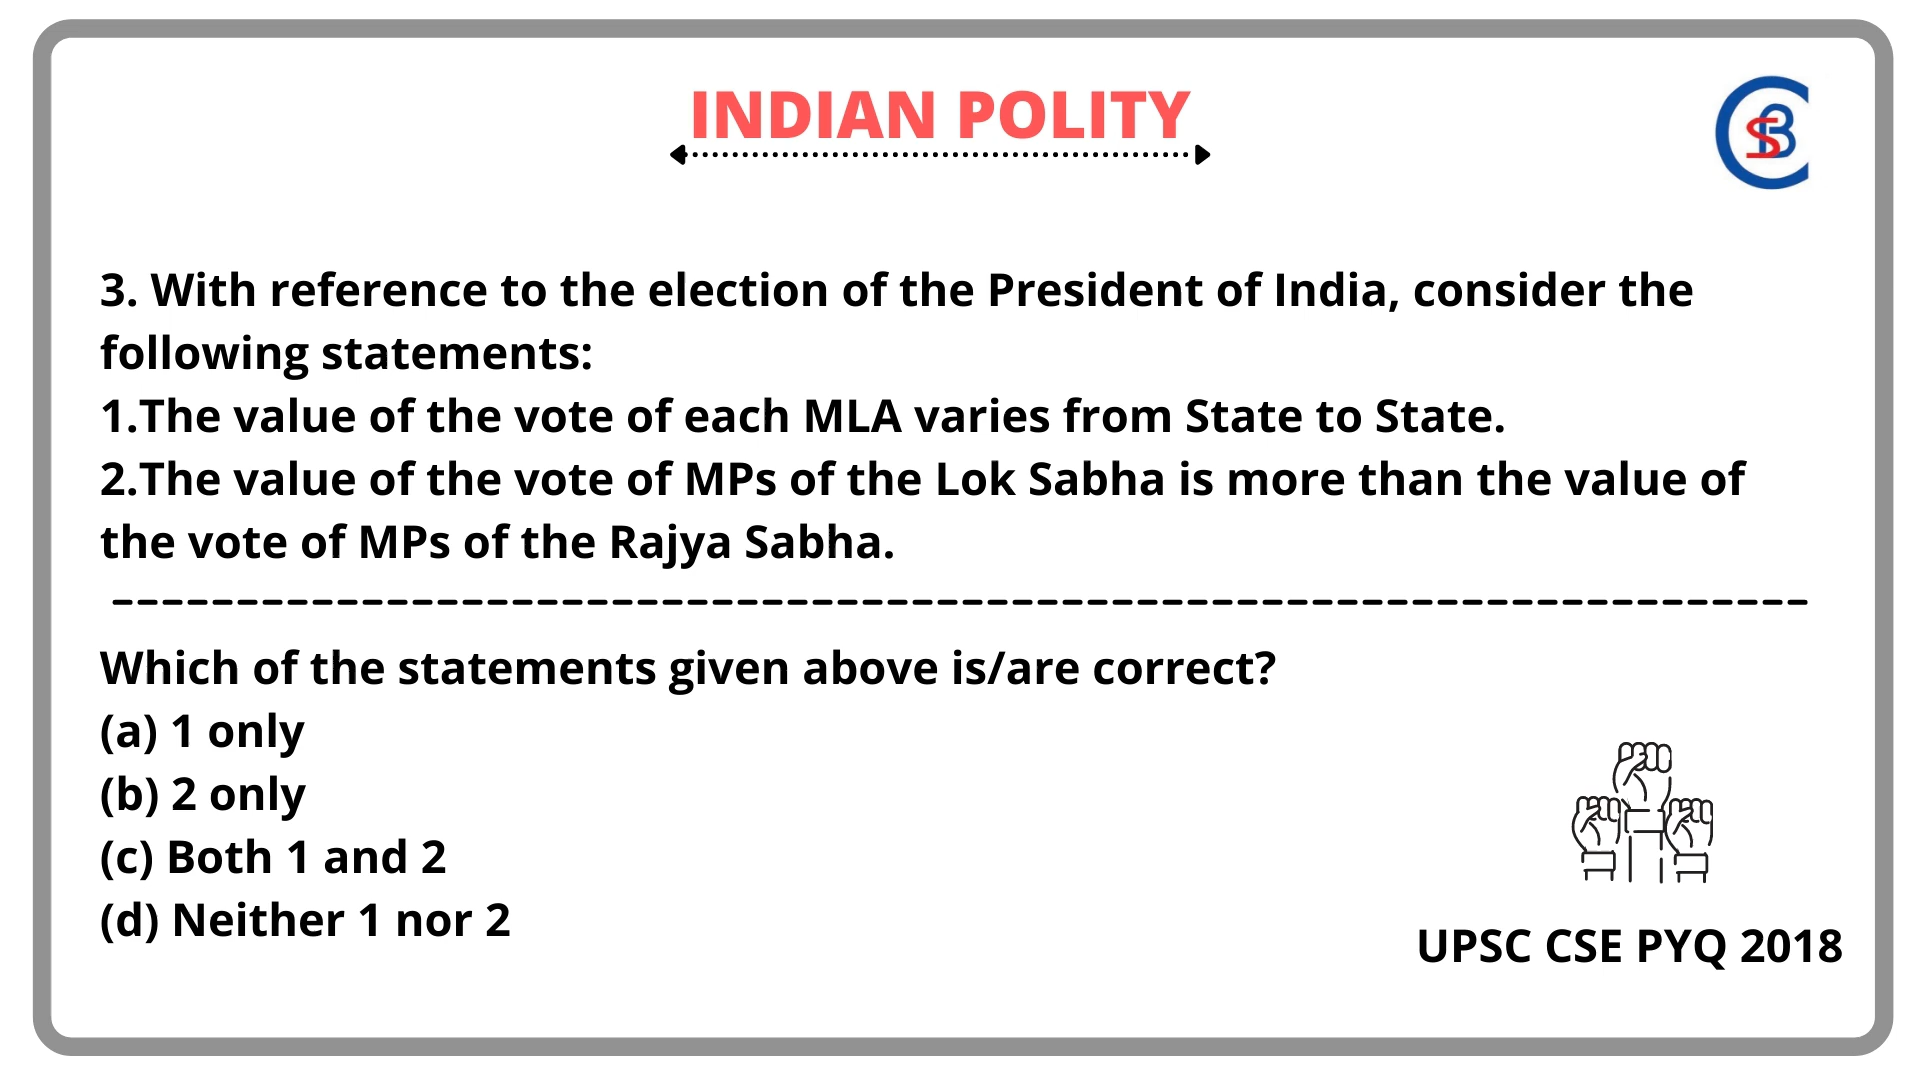 INDIAN POLITY
3. With reference to the election of the President of India, consider the
following statements:
1.The value of the vote of each MLA varies from State to State.
2.The value of the vote of MPs of the Lok Sabha is more than the value of
the vote of MPs of the Rajya Sabha.
Which of the statements given above is/are correct?
(a) 1 only
(b) 2 only
(c) Both 1 and 2
(d) Neither 1 nor 2
UPSC CSE PYQ 2018